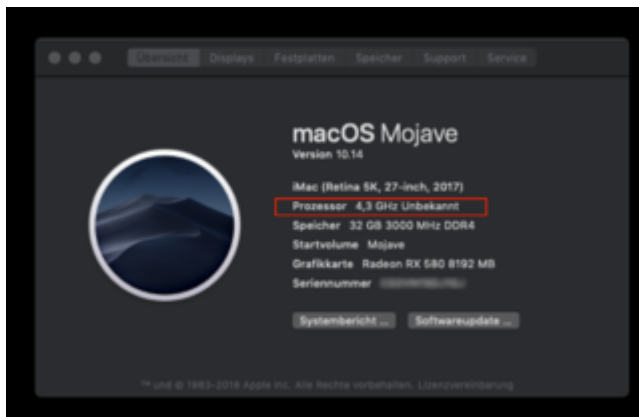 Übersicht Displays Festplatten Speicher Support Service
macOS Mojave
Version 10.14
iMac (Retina 5K, 27-inch, 2017)
Prozessor 4,3 GHz Unbekannt
Speicher 32 GB 3000 MHz DDR4
Startvolume Mojave
Grafikkarte Radeon RX 580 8192 MB
Seriennummer
Systembericht ... Softwareupdate ...
™ und © 1983-2018 Apple Inc. Alle Rechte vorbehalten. Lizenzvereinbarung